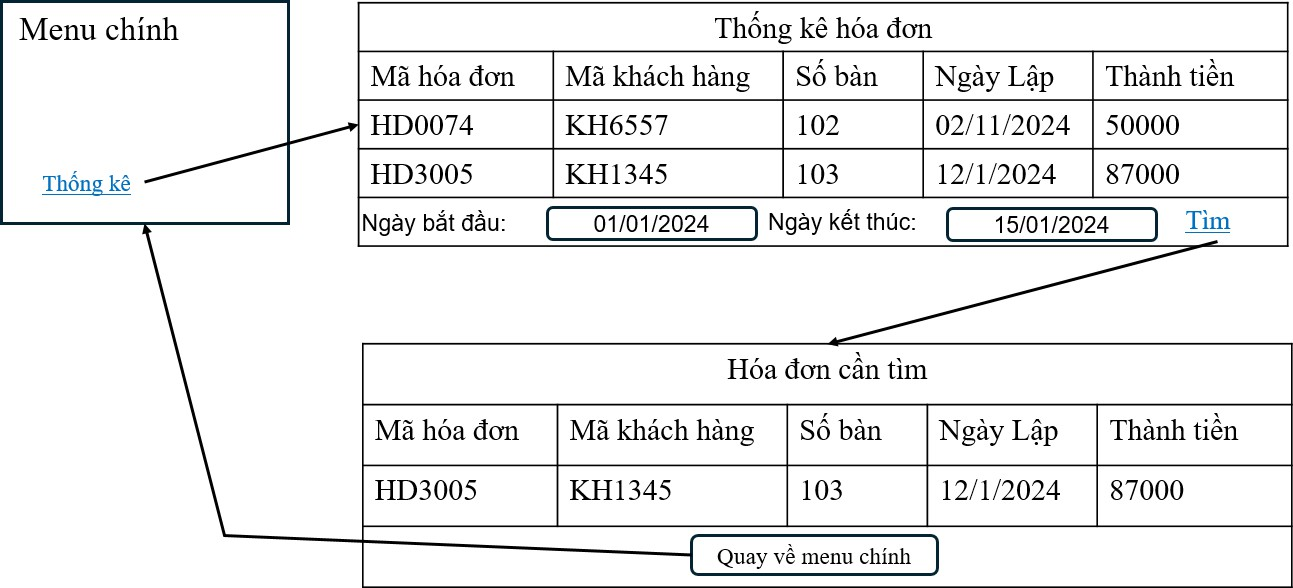 Menu chính
Thống kê
Thống kê hóa đơn
Mã hóa đơn Mã khách hàng Số bàn Ngày Lập Thành tiền
HD0074 KH6557 102 02/11/2024 50000
HD3005 KH1345 103 12/1/2024 87000
Ngày bắt đầu: 01/01/2024 Ngày kết thúc: 15/01/2024 Tìm
Hóa đơn cần tìm
Mã hóa đơn Mã khách hàng Số bàn Ngày Lập Thành tiền
HD3005 KH1345 103 12/1/2024 87000
Quay về menu chính